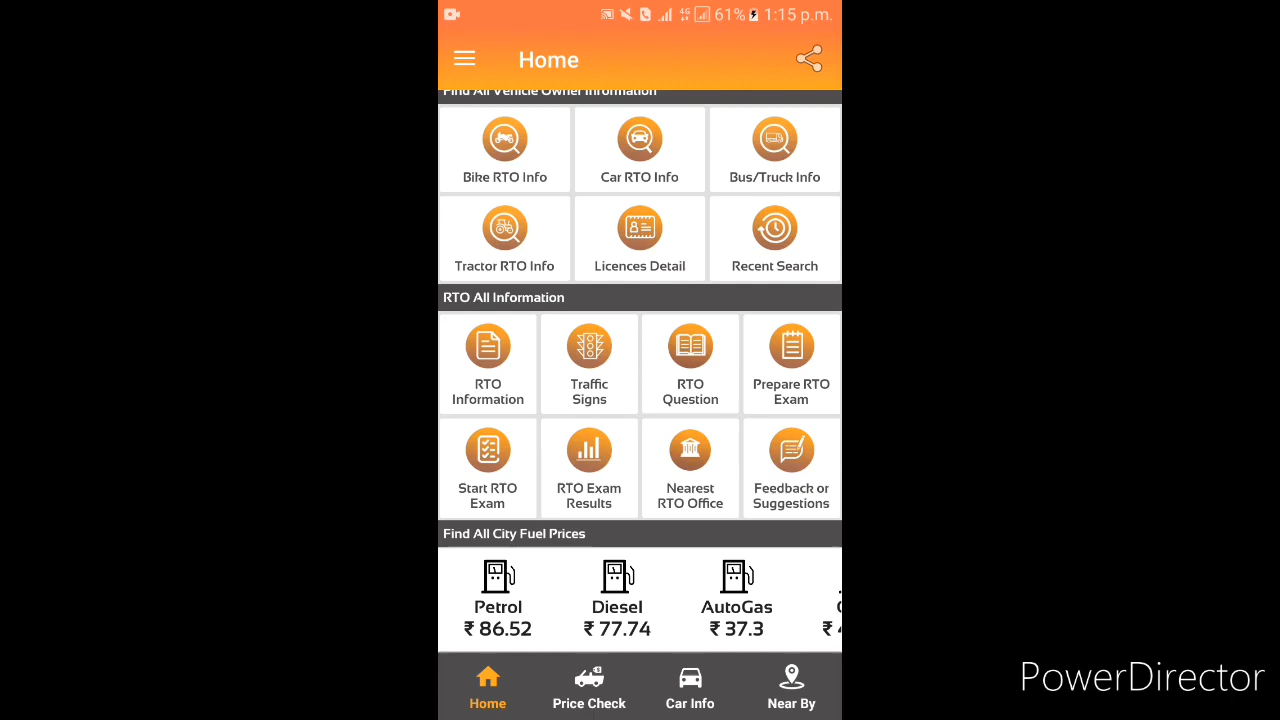 4G 61% 1:15 p.m.
Home
Find All Vehicle Owner Information
Bike RTO Info Car RTO Info Bus/Truck Info
Tractor RTO Info Licences Detail Recent Search
RTO All Information
RTO Traffic RTO Prepare RTO
Information Signs Question Exam
Start RTO RTO Exam Nearest Feedback or
Exam Results RTO Office Suggestions
Find All City Fuel Prices
Petrol Diesel AutoGas
₹ 86.52 ₹ 77.74 ₹ 37.3 ₹
Home Price Check Car Info Near By
PowerDirector